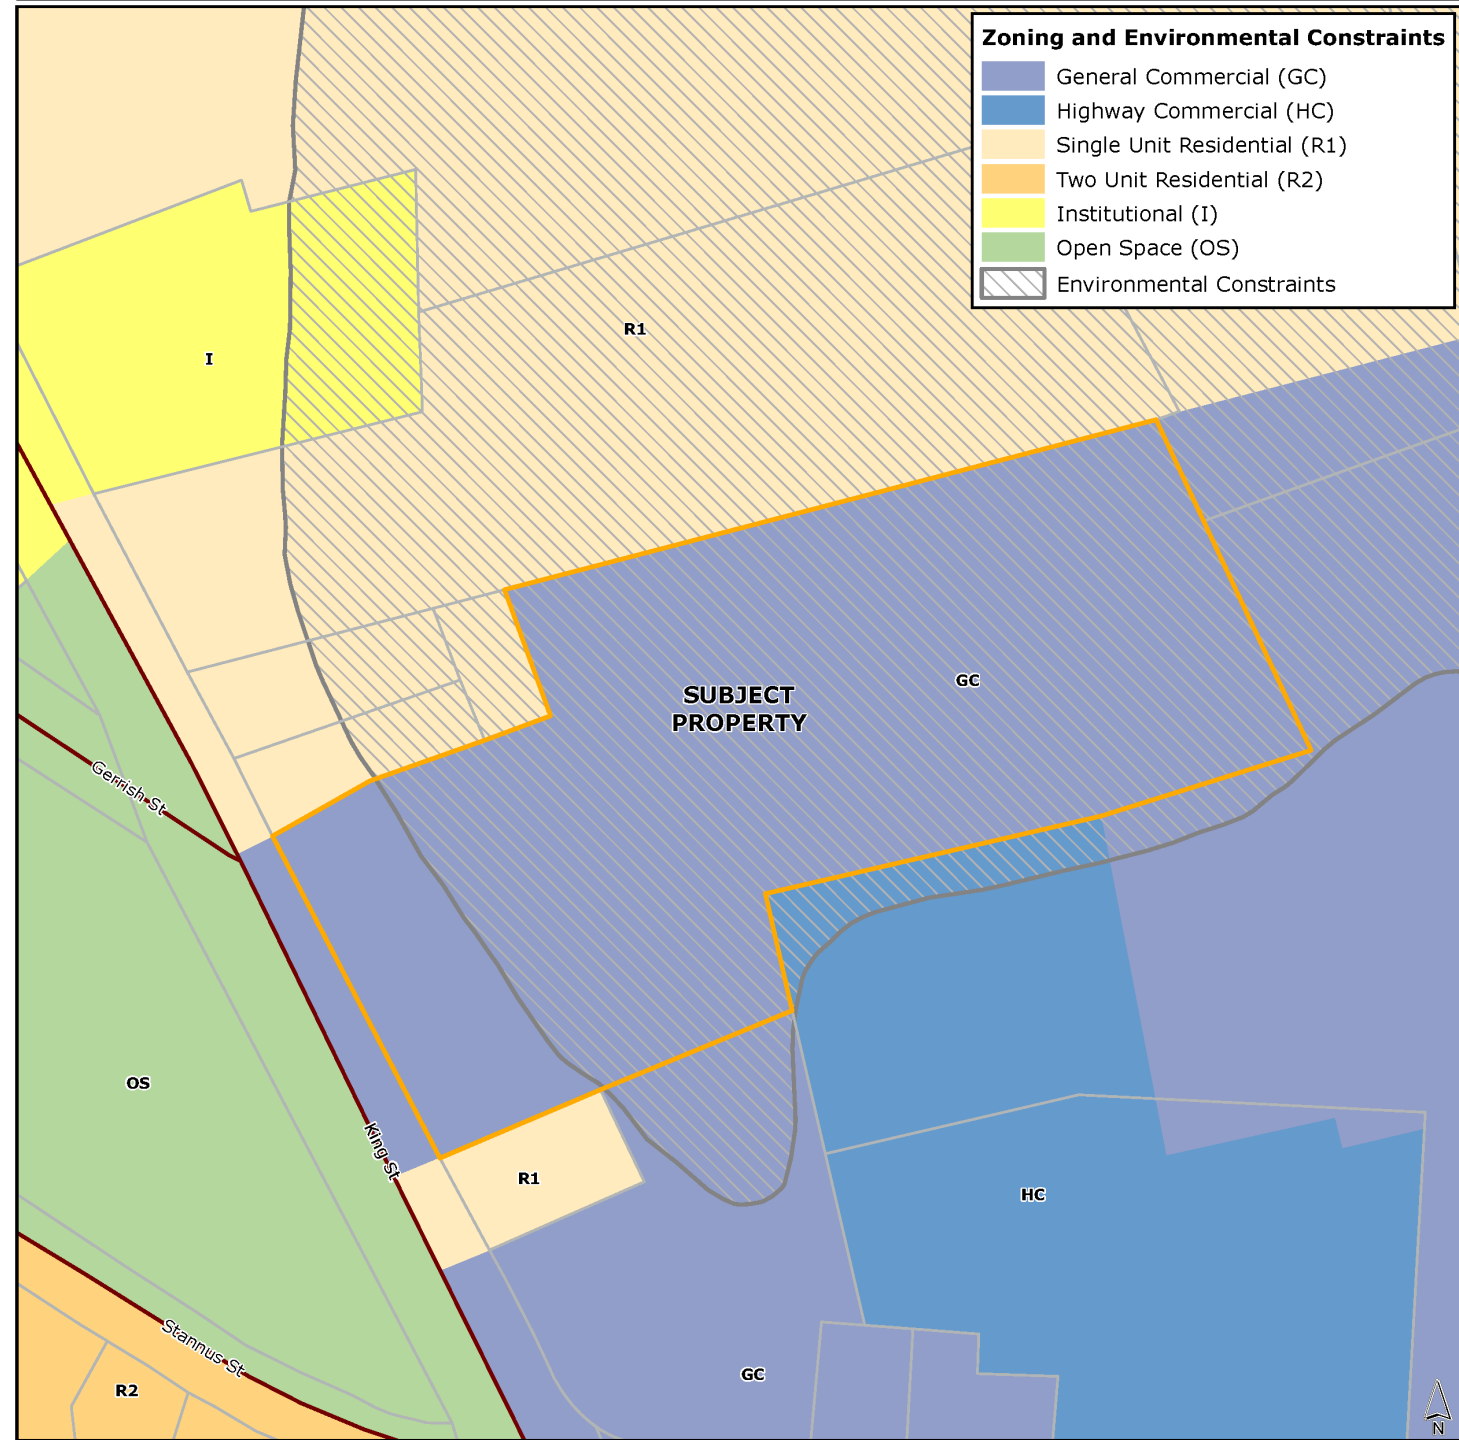 Zoning and Environmental Constraints
General Commercial (GC)
Highway Commercial (HC)
Single Unit Residential (R1)
Two Unit Residential (R2)
Institutional (I)
Open Space (OS)
Environmental Constraints
R1
I
GC
SUBJECT
PROPERTY
Gerrish St
OS
King St
R1
HC
Stannus St
R2
GC
N